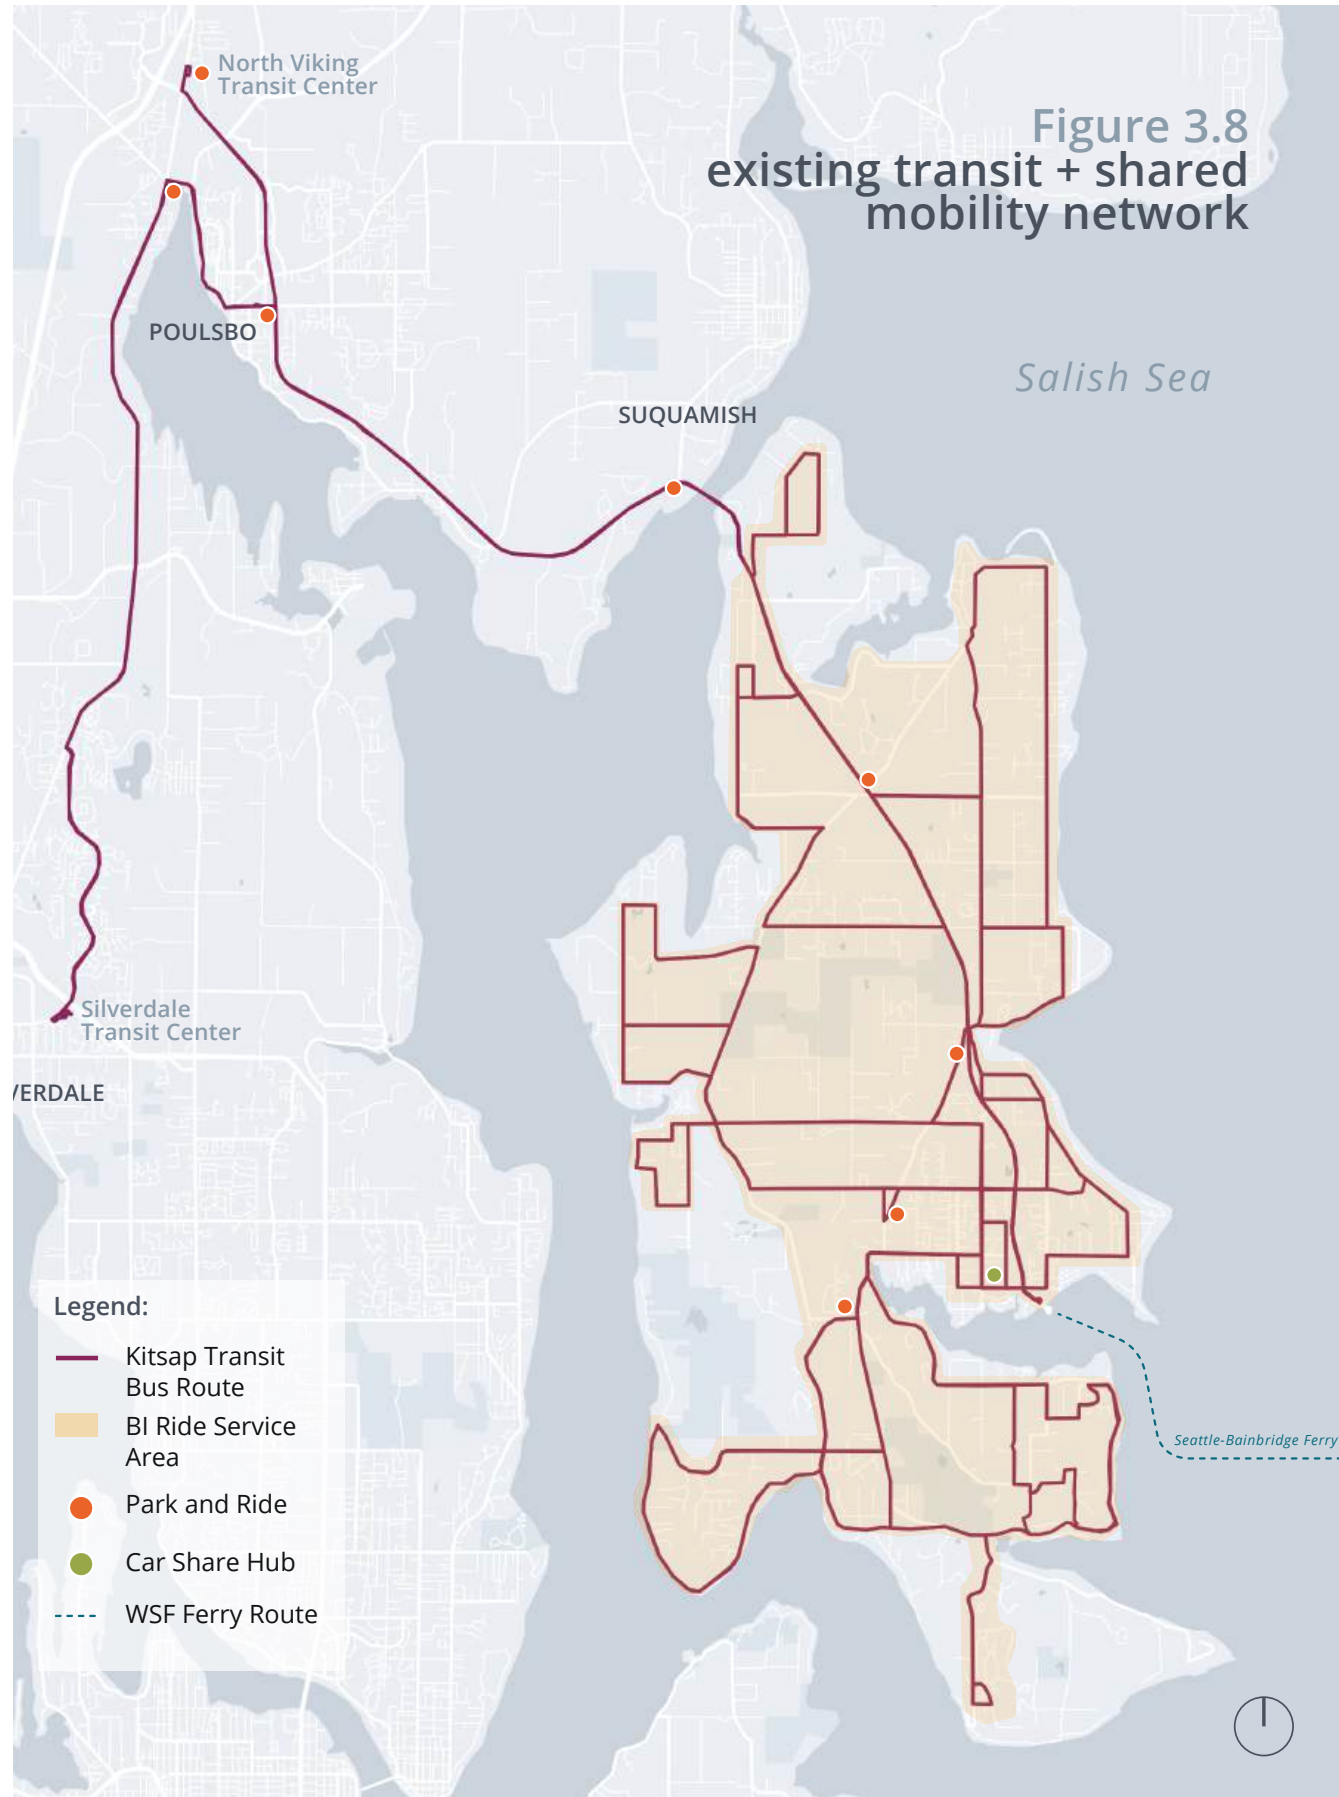 North Viking
Transit Center
Figure 3.8
existing transit + shared
mobility network
POULSBO
Salish Sea
SUQUAMISH
Silverdale
Transit Center
VERDALE
Legend:
Kitsap Transit
Bus Route
BI Ride Service
Area
Park and Ride
Car Share Hub
WSF Ferry Route
Seattle-Bainbridge Ferry